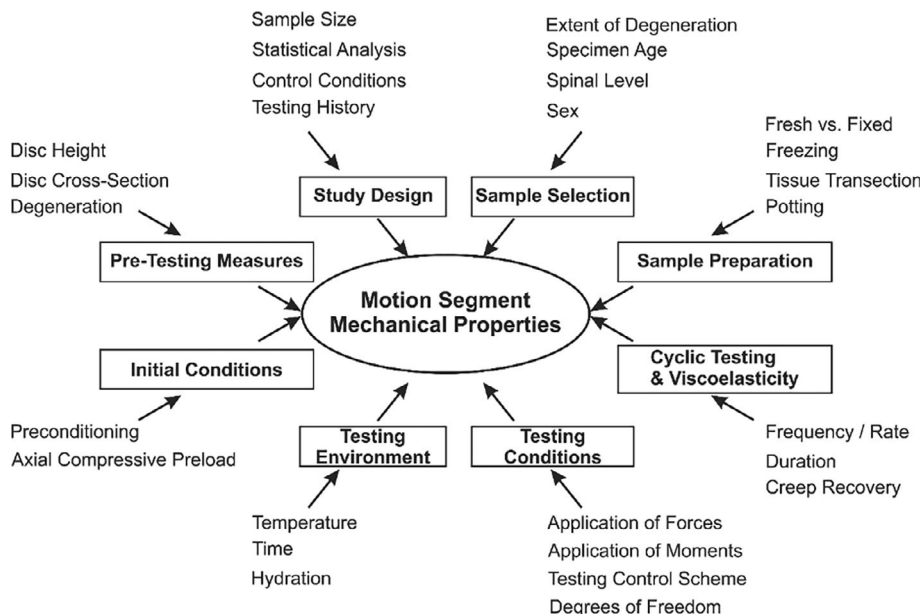 Sample Size
Statistical Analysis
Control Conditions
Testing History
Extent of Degeneration
Specimen Age
Spinal Level
Sex
Disc Height
Disc Cross-Section
Degeneration
Fresh vs. Fixed
Freezing
Tissue Transection
Potting
Study Design
Sample Selection
Pre-Testing Measures
Sample Preparation
Motion Segment
Mechanical Properties
Initial Conditions
Cyclic Testing
& Viscoelasticity
Preconditioning
Axial Compressive Preload
Testing
Environment
Testing
Conditions
Frequency / Rate
Duration
Creep Recovery
Temperature
Time
Hydration
Application of Forces
Application of Moments
Testing Control Scheme
Degrees of Freedom